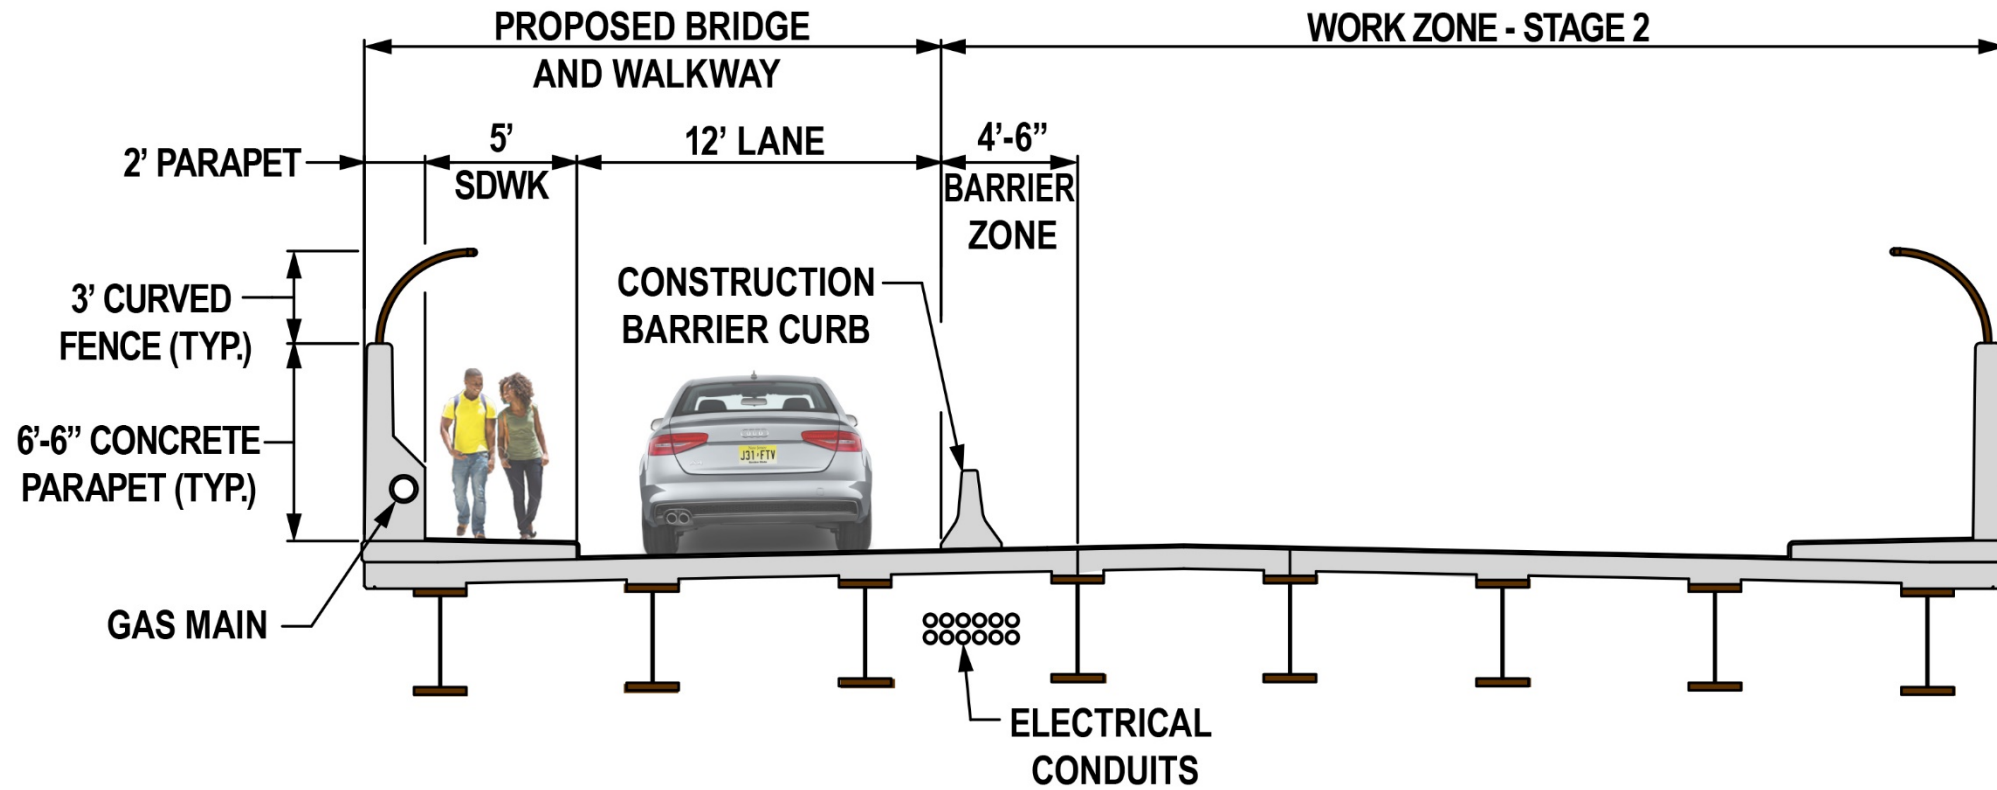 PROPOSED BRIDGE
AND WALKWAY
WORK ZONE - STAGE 2
2’ PARAPET
5’
SDWK
12’ LANE
4’-6”
BARRIER
ZONE
3’ CURVED
FENCE (TYP.)
CONSTRUCTION
BARRIER CURB
6’-6” CONCRETE
PARAPET (TYP.)
J31•FTV
GAS MAIN
ELECTRICAL
CONDUITS